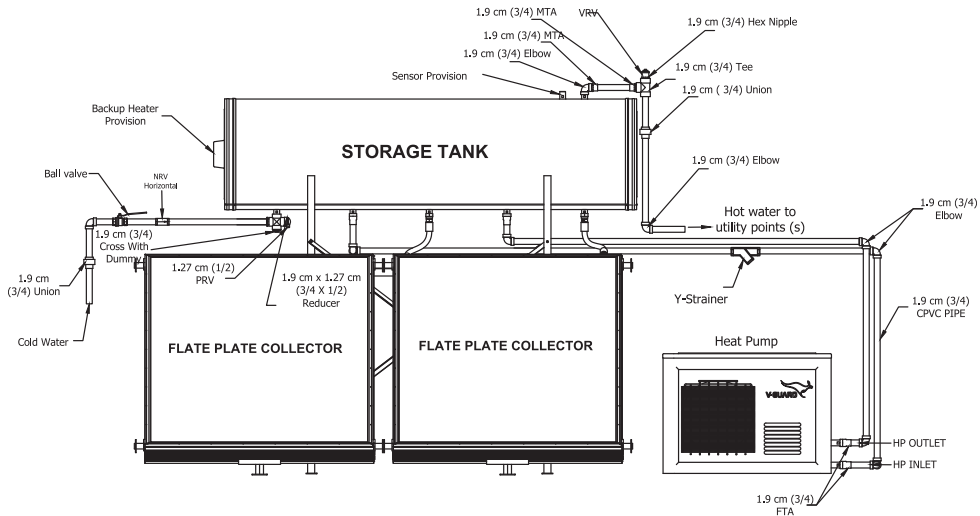 1.9 cm (3/4) MTA
VRV
1.9 cm (3/4) Hex Nipple
1.9 cm (3/4) MTA
1.9 cm (3/4) Elbow
1.9 cm (3/4) Tee
Sensor Provision
1.9 cm ( 3/4) Union
Backup Heater
Provision
STORAGE TANK
1.9 cm (3/4) Elbow
Ball valve
NRV
Horizontal
Hot water to
utility points (s)
1.9 cm (3/4)
Elbow
1.9 cm (3/4)
Cross With
Dummy
1.27 cm (1/2)
PRV
1.9 cm x 1.27 cm
(3/4 X 1/2)
Reducer
1.9 cm
(3/4) Union
Y-Strainer
1.9 cm (3/4)
CPVC PIPE
Cold Water
FLATE PLATE COLLECTOR
FLATE PLATE COLLECTOR
Heat Pump
V-GUARD
HP OUTLET
HP INLET
1.9 cm (3/4)
FTA